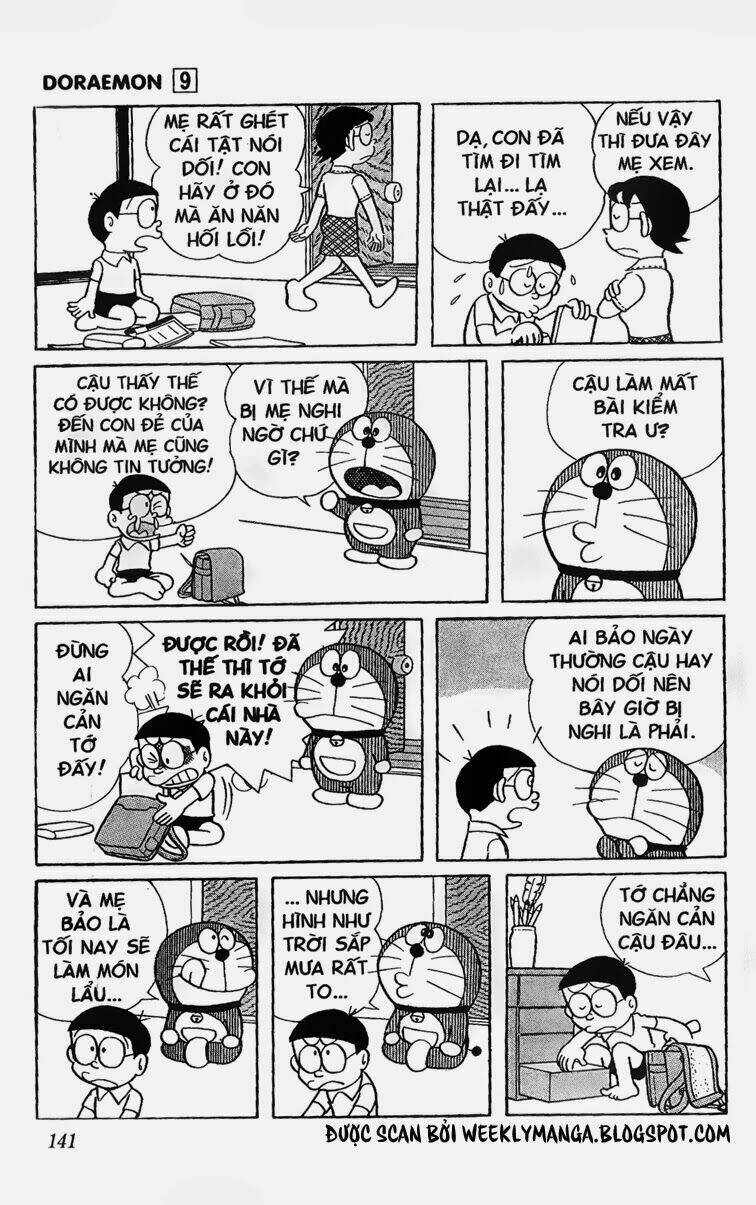 DORAEMON 9
NẾU VẬY
THÌ ĐƯA ĐÂY
MẸ XEM.
DẠ, CON ĐÃ
TÌM ĐI TÌM
LẠI... LẠ
THẬT ĐẤY...
MẸ RẤT GHÉT
CÁI TẬT NÓI
DỐI! CON
HÃY Ở ĐÓ
MÀ ĂN NĂN
HỐI LỖI!
CẬU LÀM MẤT
BÀI KIỂM
TRA Ư?
VÌ THẾ MÀ
BỊ MẸ NGHI
NGỜ CHỨ
GÌ?
CẬU THẤY THẾ
CÓ ĐƯỢC KHÔNG?
ĐẾN CON ĐẺ CỦA
MÌNH MÀ MẸ CŨNG
KHÔNG TIN TƯỞNG!
AI BẢO NGÀY
THƯỜNG CẬU HAY
NÓI DỐI NÊN
BÂY GIỜ BỊ
NGHI LÀ PHẢI.
ĐƯỢC RỒI! ĐÃ
THẾ THÌ TỚ
SẼ RA KHỎI
CÁI NHÀ
NÀY!
ĐỪNG
AI
NGĂN
CẢN
TỚ
ĐẤY!
TỚ CHẲNG
NGĂN CẢN
CẬU ĐÂU...
... NHƯNG
HÌNH NHƯ
TRỜI SẮP
MƯA RẤT
TO...
VÀ MẸ
BẢO LÀ
TỐI NAY SẼ
LÀM MÓN
LẨU...
141
ĐƯỢC SCAN BỞI WEEKLYMANGA.BLOGSPOT.COM